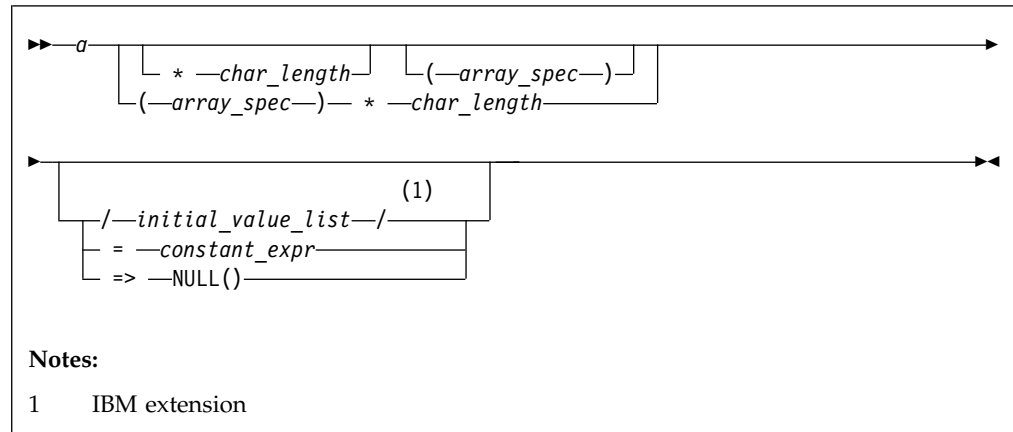 a
* char_length (array_spec)
(array_spec) * char_length
(1)
/initial_value_list/
= constant_expr
=> NULL()
Notes:
1 IBM extension